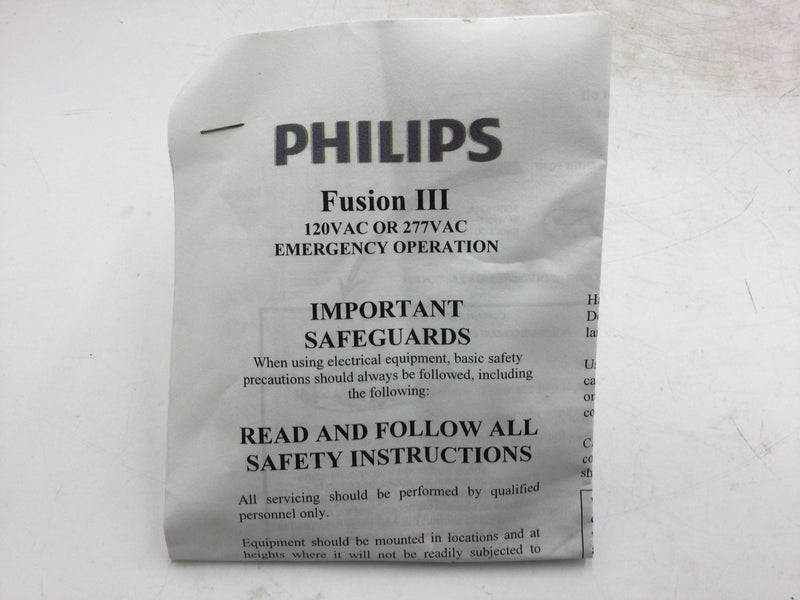 PHILIPS
Fusion III
120VAC OR 277VAC
EMERGENCY OPERATION
IMPORTANT
SAFEGUARDS
When using electrical equipment, basic safety
precautions should always be followed, including
the following:
READ AND FOLLOW ALL
SAFETY INSTRUCTIONS
All servicing should be performed by qualified
personnel only.
Equipment should be mounted in locations and at
heights where it will not be readily subjected to